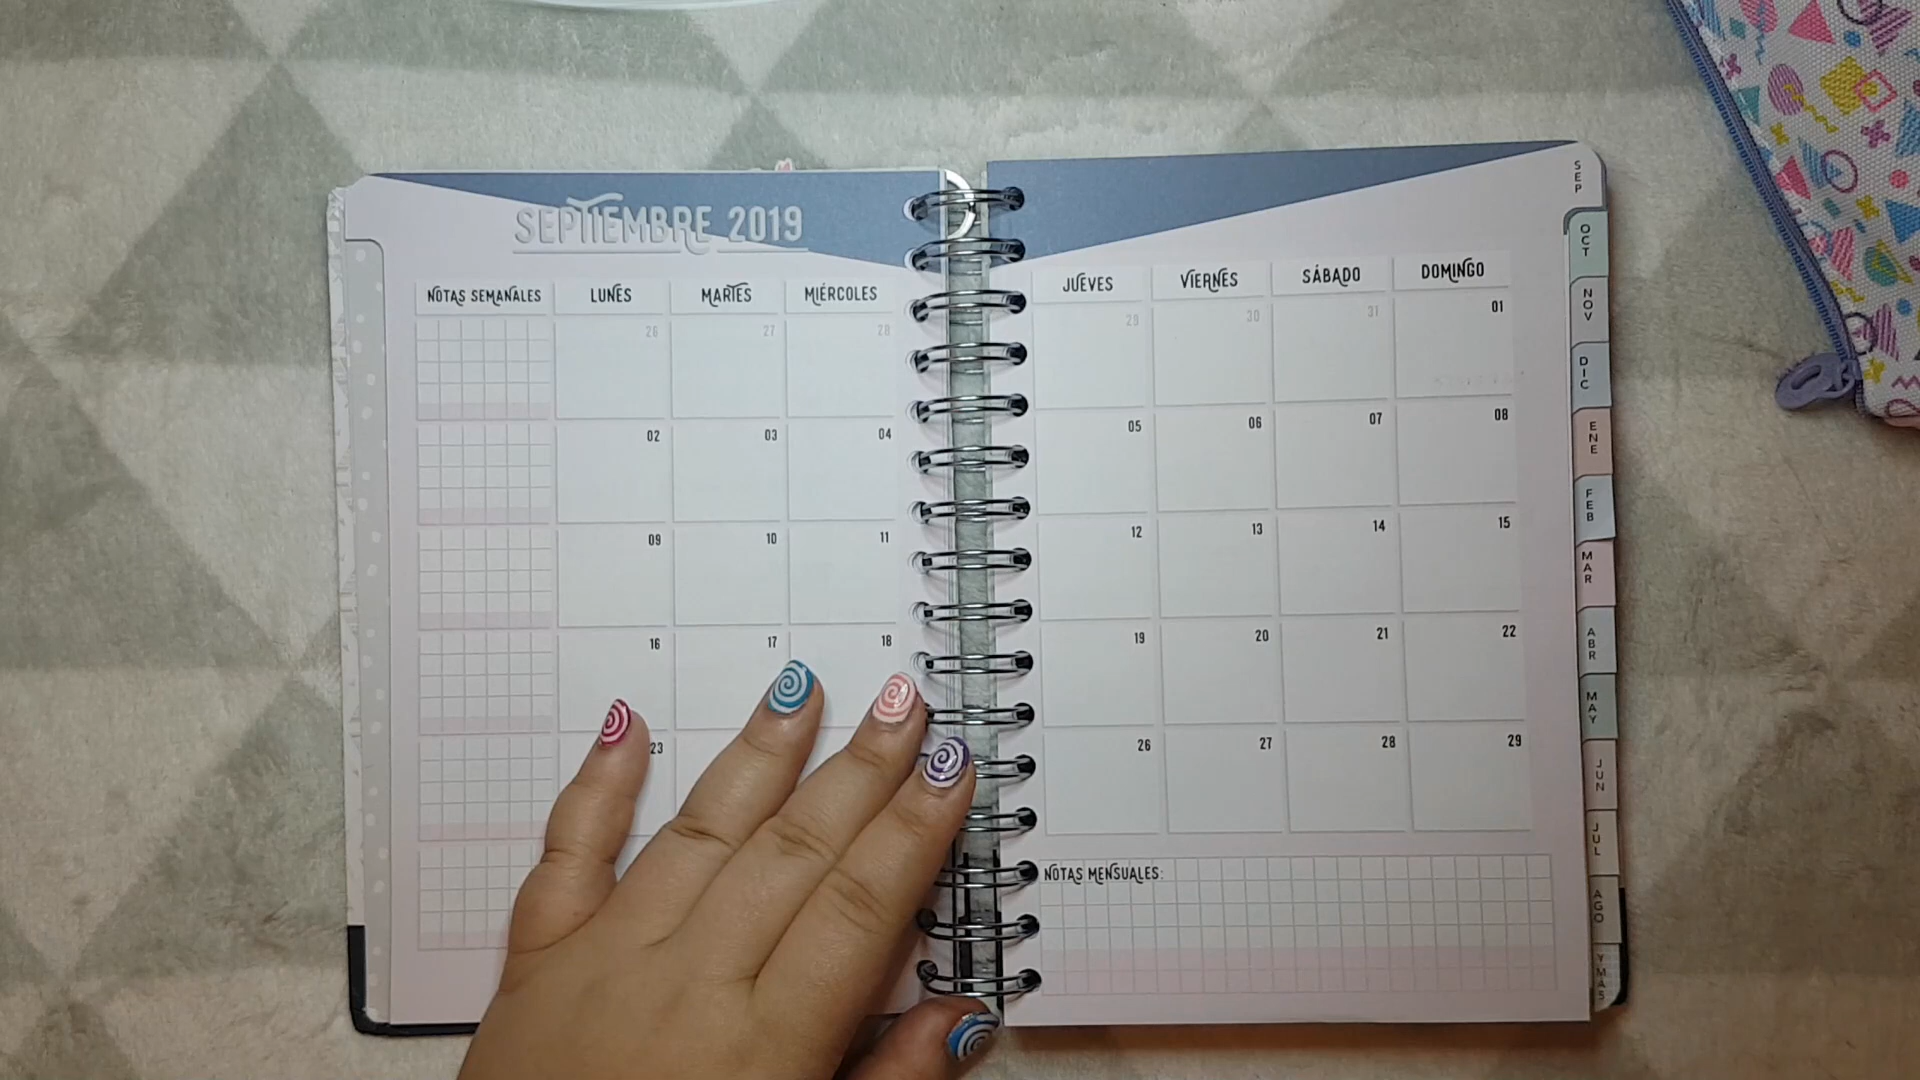 SEPTIEMBRE 2019
NOTAS SEMANALES LUNES MARTES MIÉRCOLES JUEVES VIERNES SÁBADO DOMINGO
26 27 28 29 30 31 01
02 03 04 05 06 07 08
09 10 11 12 13 14 15
16 17 18 19 20 21 22
23 26 27 28 29
NOTAS MENSUALES:
SEP
OCT
NOV
DIC
ENE
FEB
MAR
ABR
MAY
JUN
JUL
AGO
Y MAS